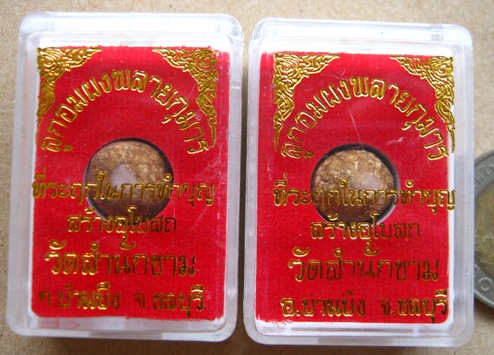 ลูกอมผงพลายกุมาร
ที่ระฤกในการทำบุญ
สร้างอุโบสถ
วัดสำนักขาม
อ.บ้านบึง จ.ชลบุรี
ลูกอมผงพลายกุมาร
ที่ระฤกในการทำบุญ
สร้างอุโบสถ
วัดสำนักขาม
อ.บ้านบึง จ.ชลบุรี